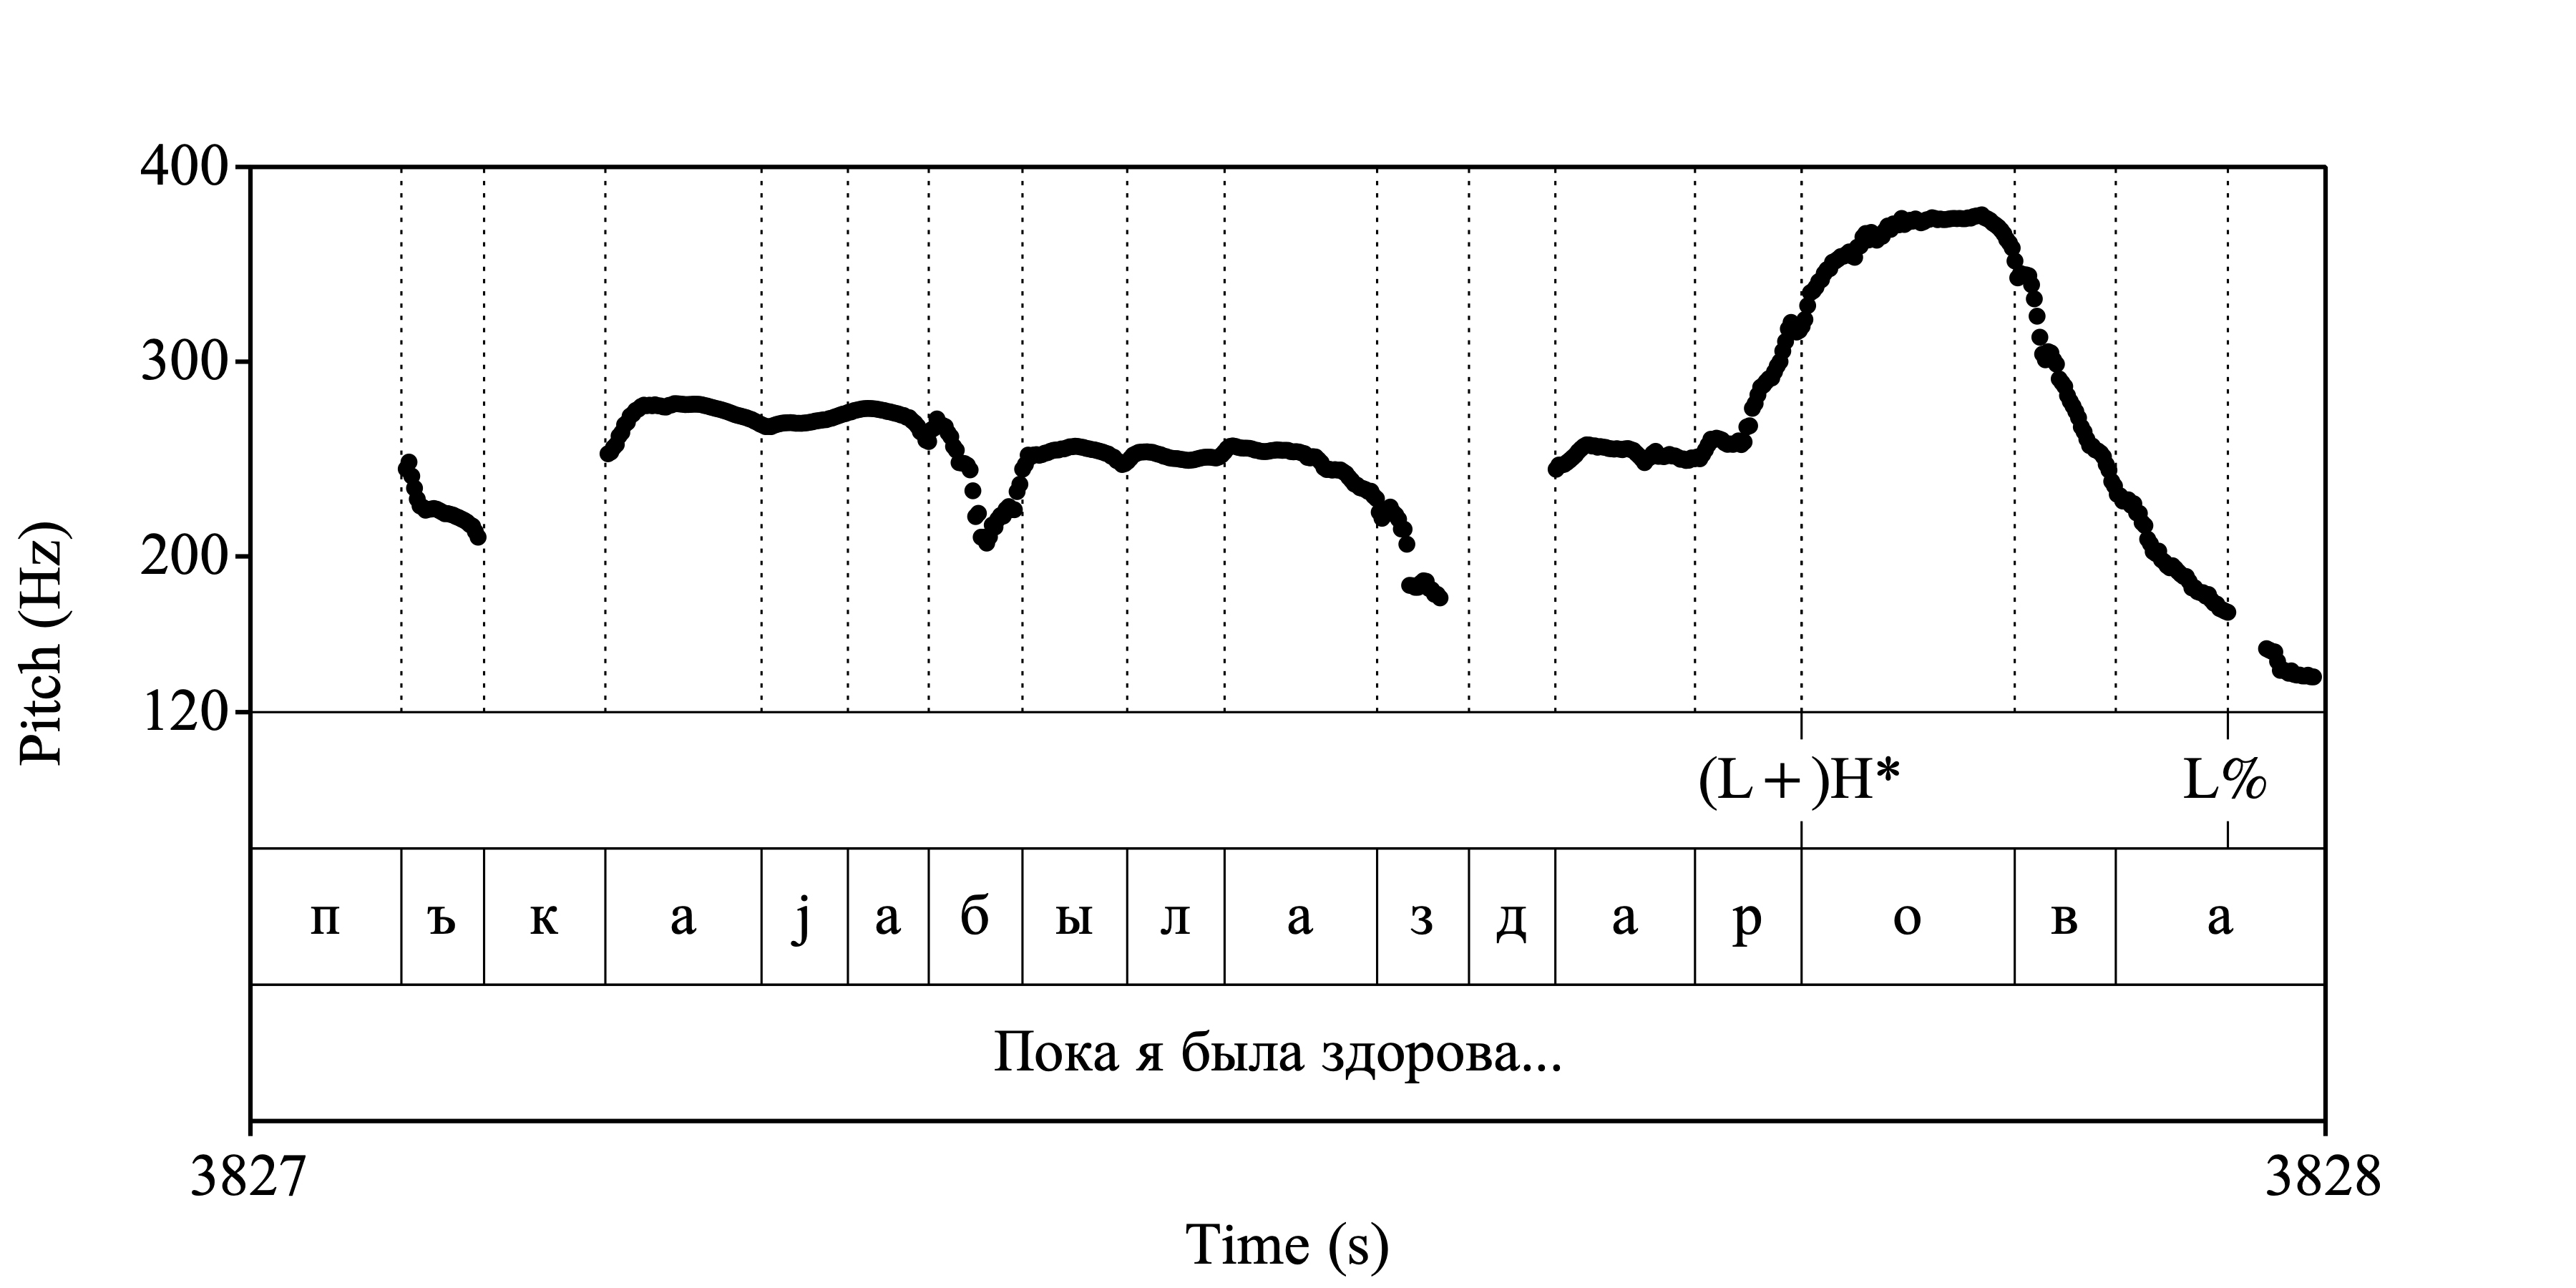 400
300
200
120
Pitch (Hz)
(L+)H* L%
п ъ к а ј а б ы л а з д а р о в а
Пока я была здорова...
3827 3828
Time (s)